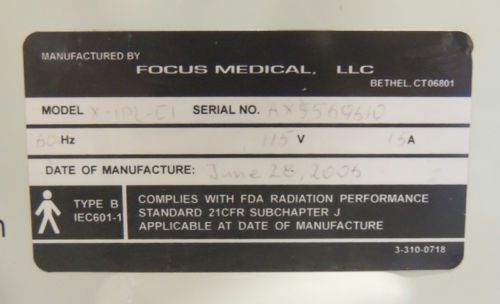 MANUFACTURED BY
FOCUS MEDICAL, LLC
BETHEL, CT 06801
MODEL X-IPL-C1 SERIAL NO.
60 Hz 115 V 15 A
DATE OF MANUFACTURE: June 28, 2006
TYPE B
IEC601-1
COMPLIES WITH FDA RADIATION PERFORMANCE
STANDARD 21CFR SUBCHAPTER J
APPLICABLE AT DATE OF MANUFACTURE
3-310-0718